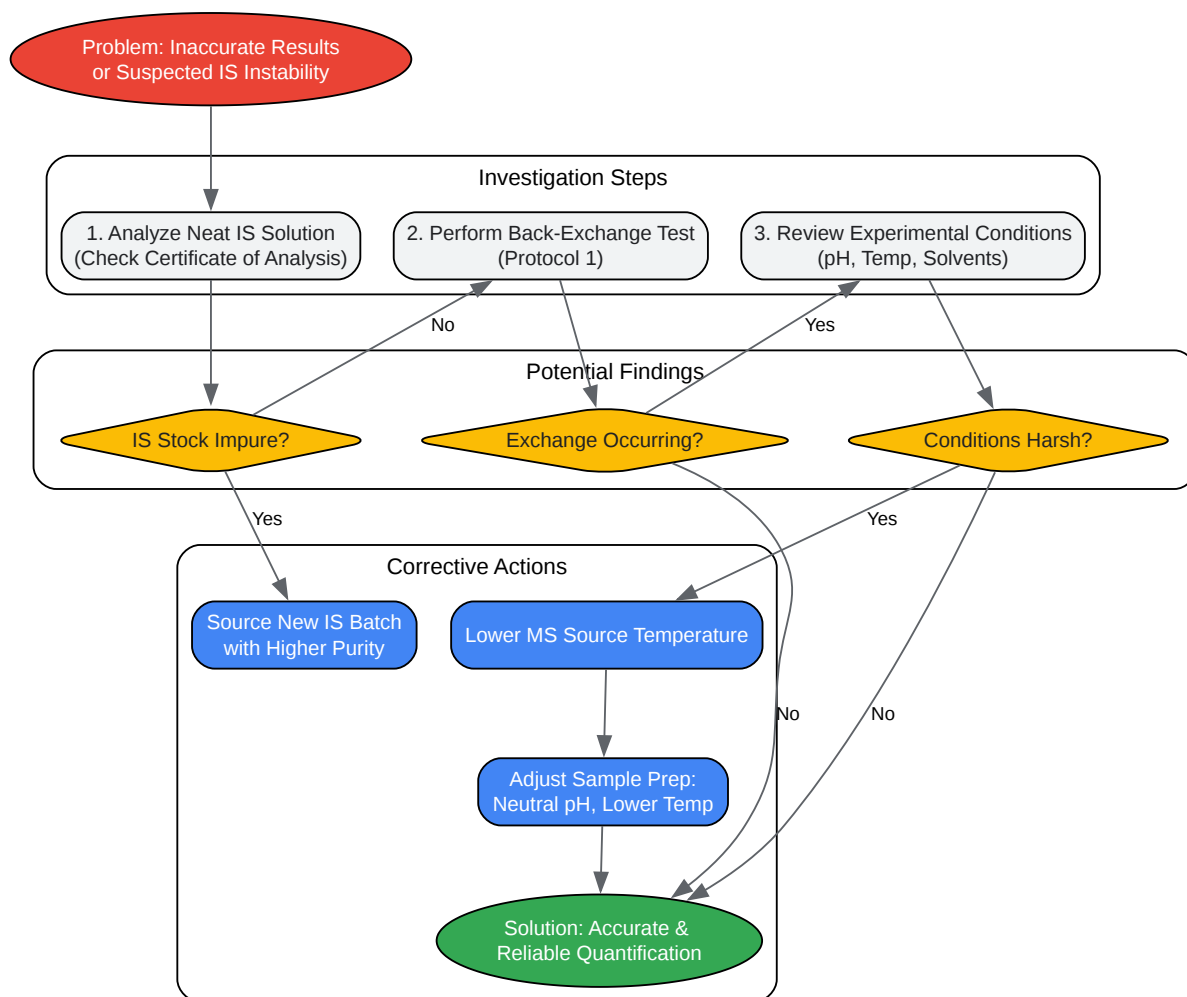 Problem: Inaccurate Results
or Suspected IS Instability
Investigation Steps
1. Analyze Neat IS Solution
(Check Certificate of Analysis)
2. Perform Back-Exchange Test
(Protocol 1)
3. Review Experimental Conditions
(pH, Temp, Solvents)
No
Yes
Potential Findings
IS Stock Impure?
Exchange Occurring?
Conditions Harsh?
Yes
Yes
Corrective Actions
Source New IS Batch
with Higher Purity
Lower MS Source Temperature
No
No
Adjust Sample Prep:
Neutral pH, Lower Temp
Solution: Accurate &
Reliable Quantification